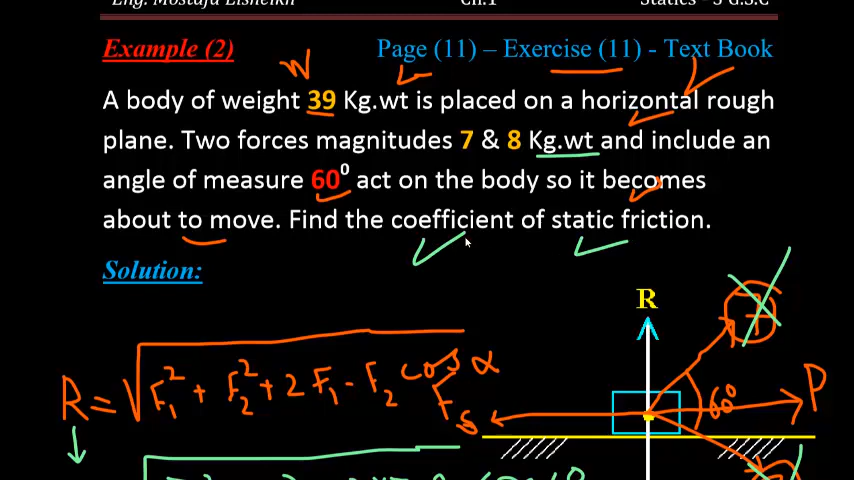 Eng. Mostafa Elsheikh Ch.1 Statics - 3 G.S.C
Example (2) Page (11) – Exercise (11) - Text Book
W
A body of weight 39 Kg.wt is placed on a horizontal rough
plane. Two forces magnitudes 7 & 8 Kg.wt and include an
angle of measure 60⁰ act on the body so it becomes
about to move. Find the coefficient of static friction.
Solution:
R
7
R = √F₁² + F₂² + 2 F₁ - F₂ cos α
Fs
60°
P